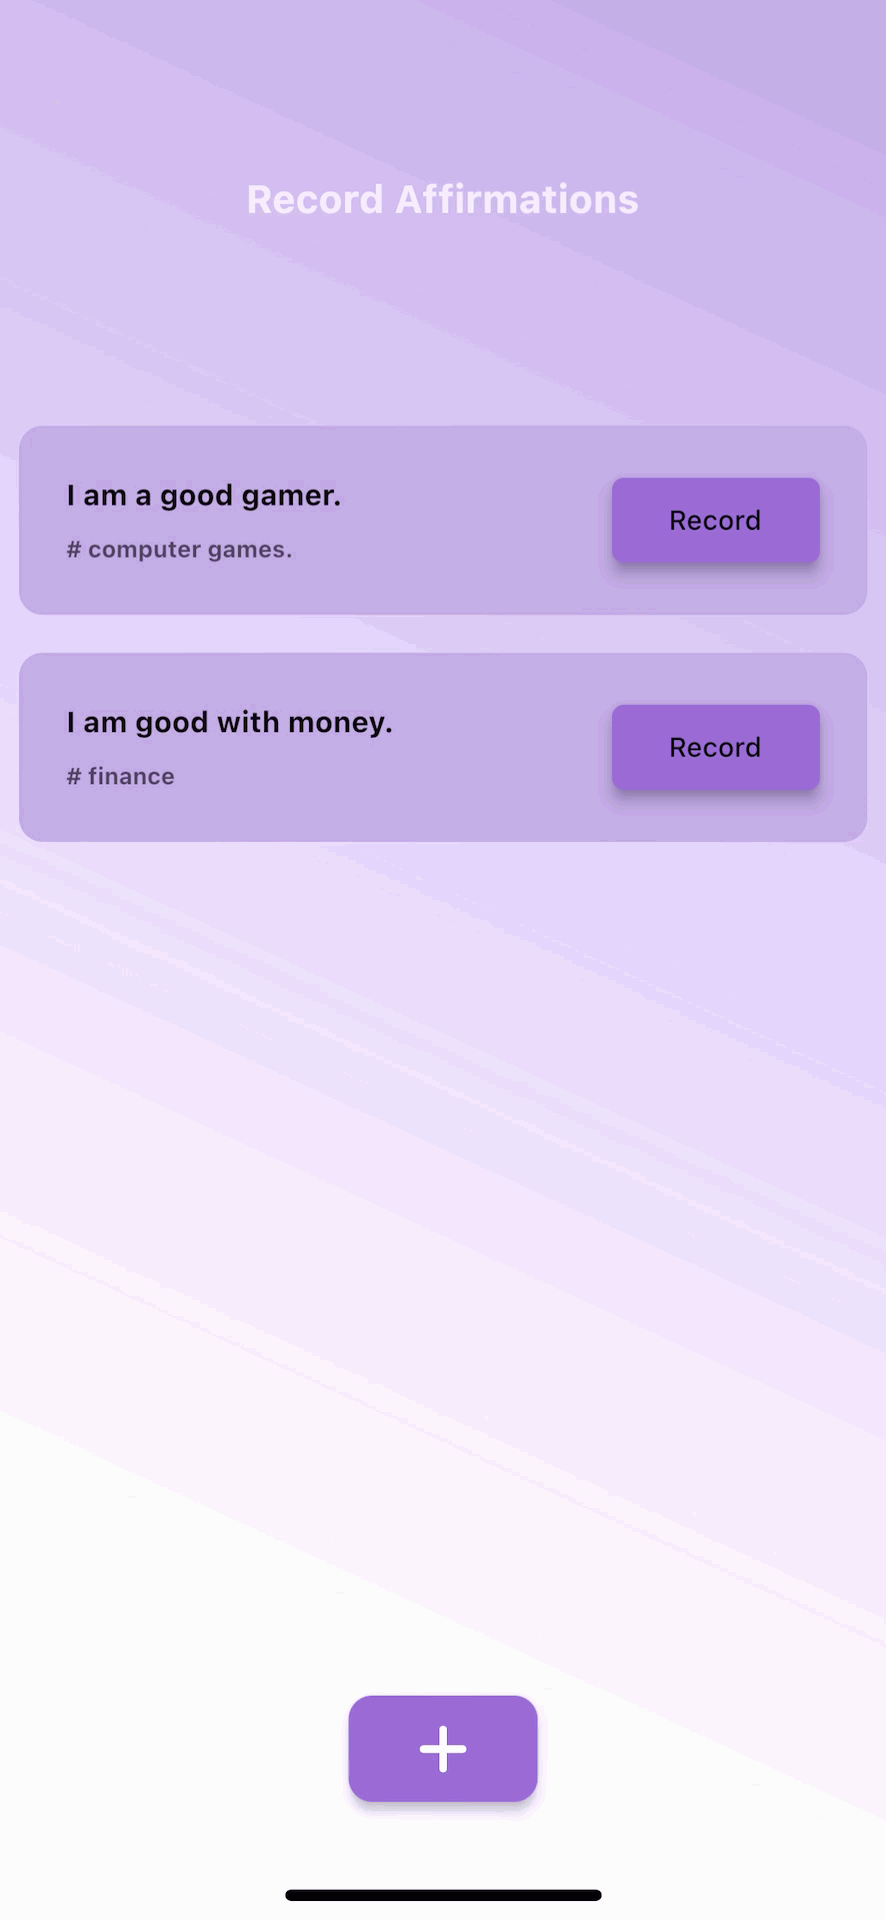 Record Affirmations
I am a good gamer.
# computer games.
Record
I am good with money.
# finance
Record